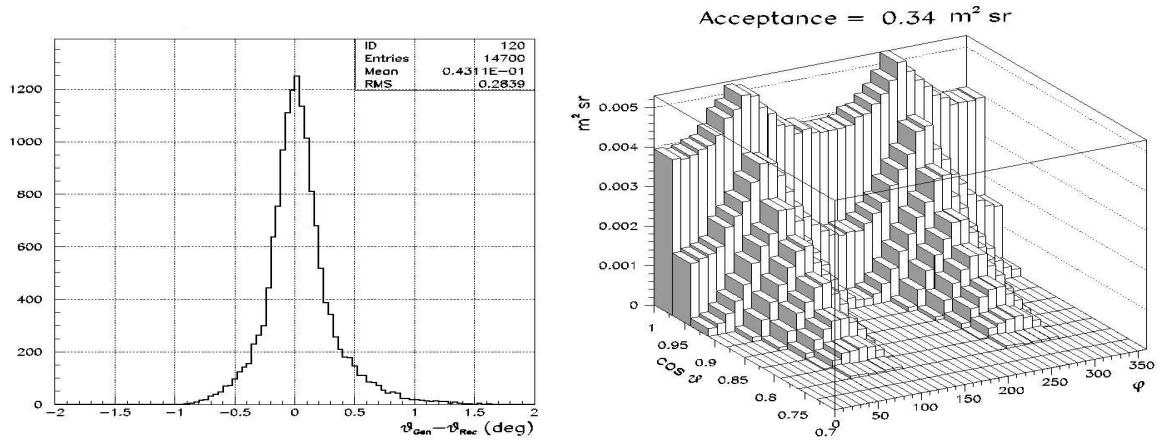 ID 120
Entries 14700
Mean 0.4311E-01
RMS 0.2839
1200
1000
800
600
400
200
0
-2 -1.5 -1 -0.5 0 0.5 1 1.5 2
ϑGen-ϑRec (deg)
Acceptance = 0.34 m² sr
m² sr
0.005
0.004
0.003
0.002
0.001
0
1
0.95
0.9
0.85
0.8
0.75
0.7
cos ϑ
0 50 100 150 200 250 300 350
φ